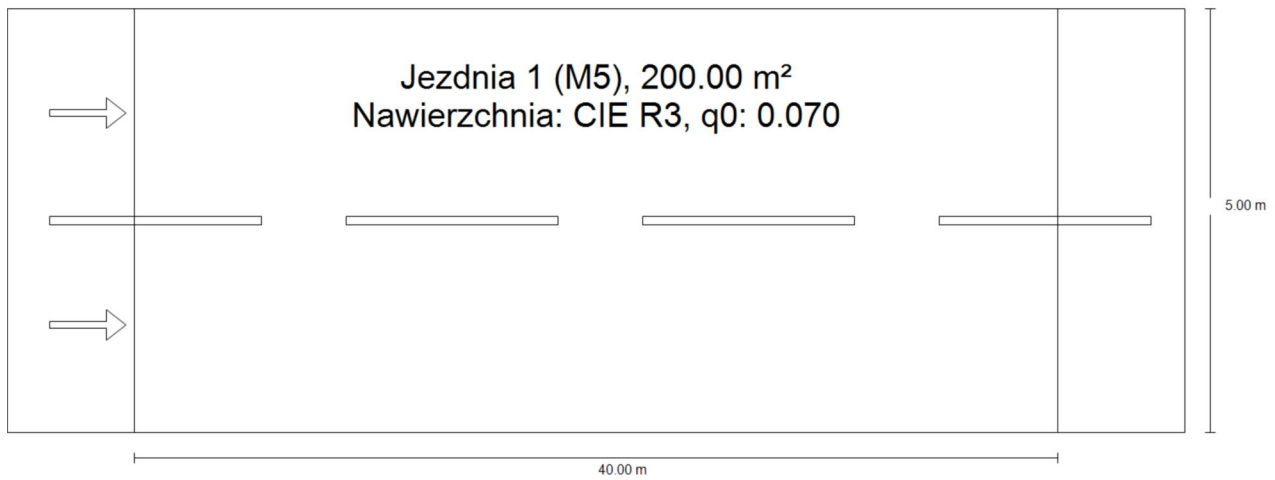 Jezdnia 1 (M5), 200.00 m²
Nawierzchnia: CIE R3, q0: 0.070
5.00 m
40.00 m